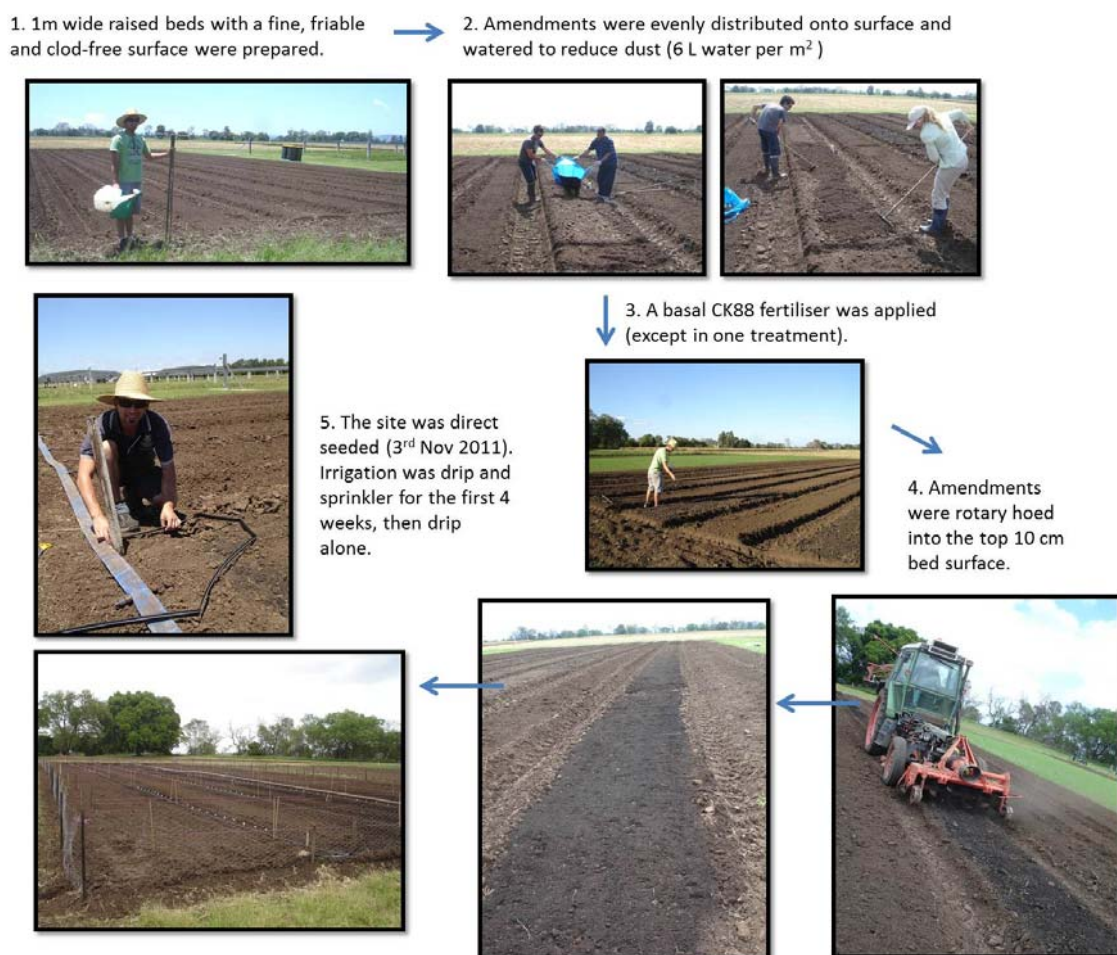 1. 1m wide raised beds with a fine, friable
and clod-free surface were prepared.
2. Amendments were evenly distributed onto surface and
watered to reduce dust (6 L water per m²)
3. A basal CK88 fertiliser was applied
(except in one treatment).
4. Amendments
were rotary hoed
into the top 10 cm
bed surface.
5. The site was direct
seeded (3rd Nov 2011).
Irrigation was drip and
sprinkler for the first 4
weeks, then drip
alone.